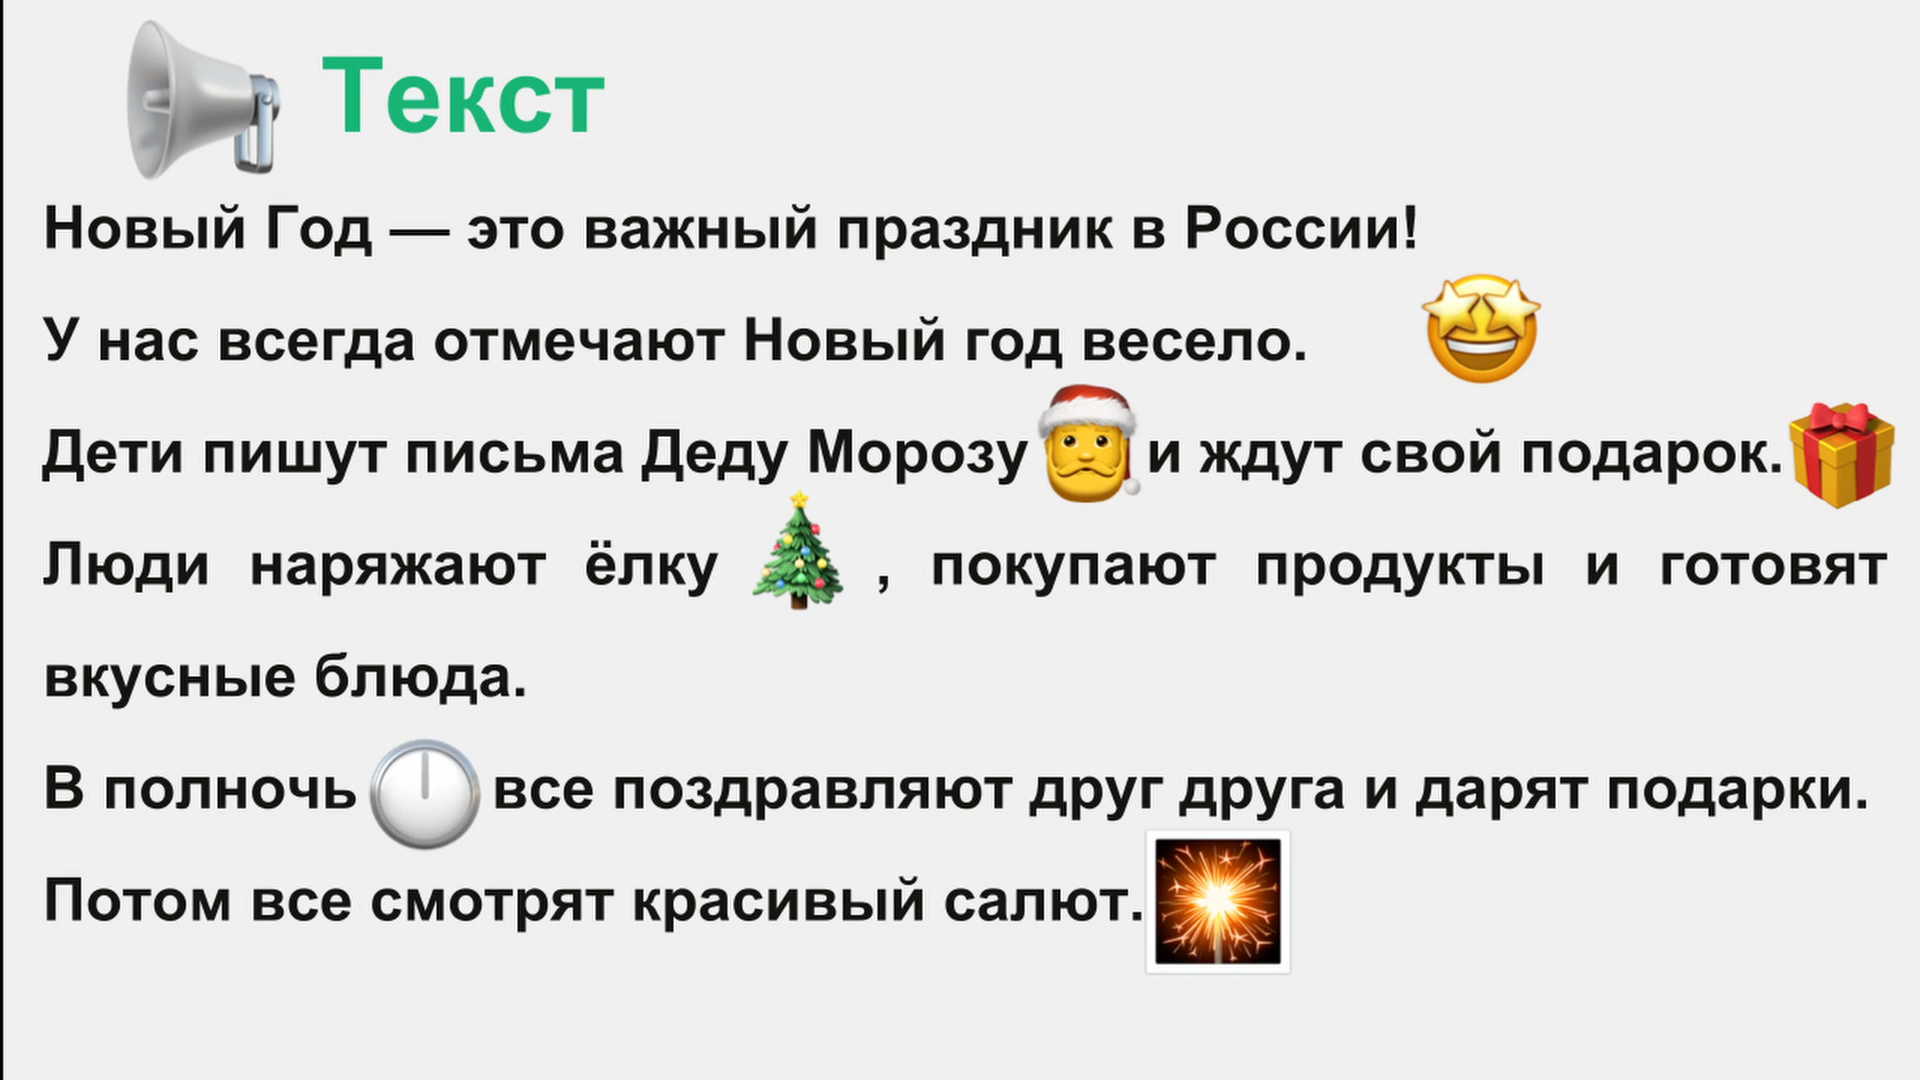 Текст
Новый Год — это важный праздник в России!
У нас всегда отмечают Новый год весело.
Дети пишут письма Деду Морозу и ждут свой подарок.
Люди наряжают ёлку , покупают продукты и готовят
вкусные блюда.
В полночь все поздравляют друг друга и дарят подарки.
Потом все смотрят красивый салют.